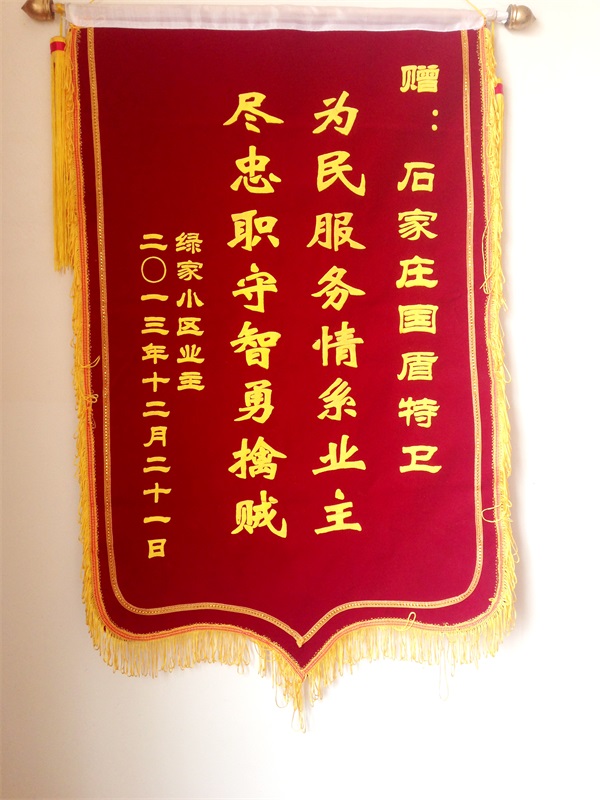 赠：石家庄国盾特卫
为民服务情系业主
尽忠职守智勇擒贼
绿家小区业主
二〇一三年十二月二十一日